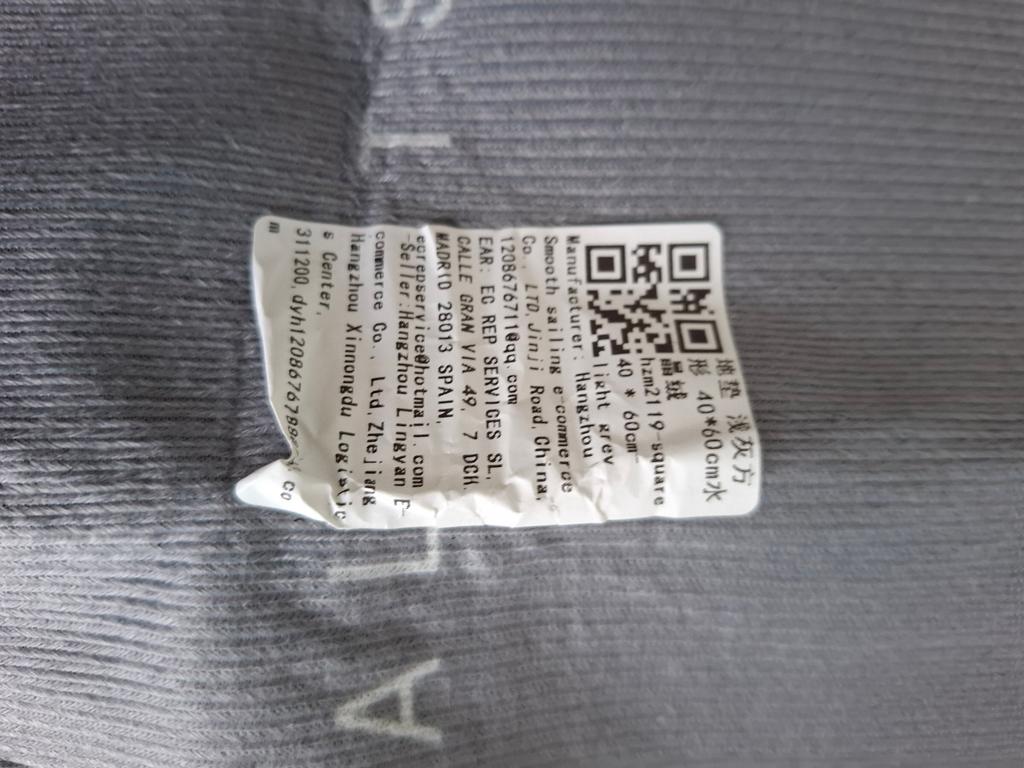 地垫 浅灰方
形 40*60cm水
晶绒
hzm2119-square
light grey
40 * 60cm
Manufacturer: Hangzhou
Smooth sailing e-commerce
Co., LTD, Jinji Road, China,
1208676711@qq.com
EAR: EC REP SERVICES SL,
CALLE GRAN VIA 49, 7 DCH.
MADRID 28013 SPAIN,
ecrepservice@hotmail.com
-Seller:Hangzhou Lingyan E-
commerce Co., Ltd,Zhejiang
Hangzhou Xinnongdu Logistic
s Center,
m
A L I S